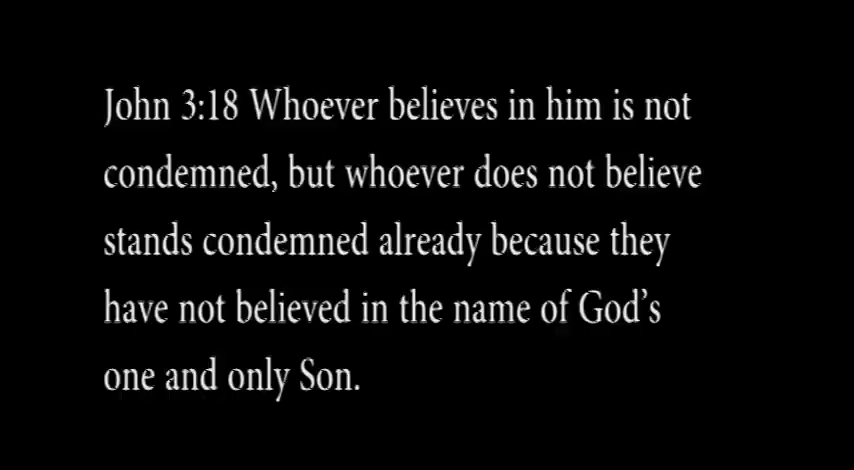 John 3:18 Whoever believes in him is not
condemned, but whoever does not believe
stands condemned already because they
have not believed in the name of God’s
one and only Son.